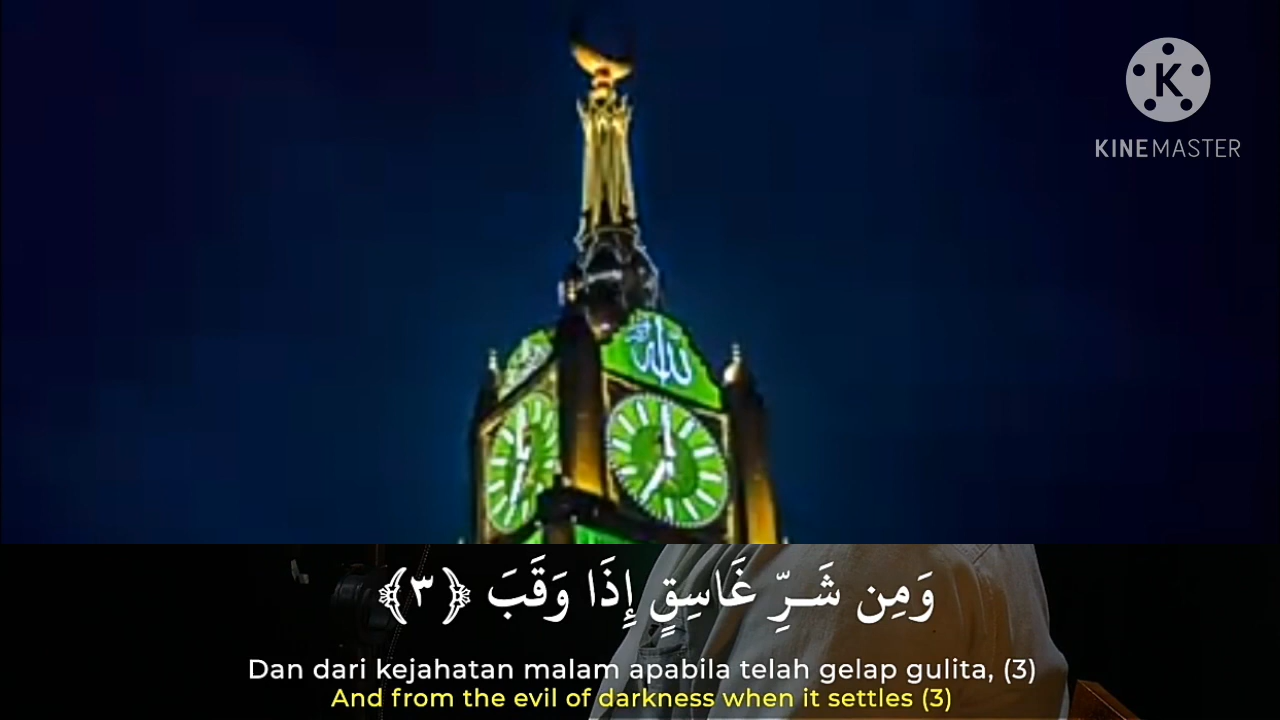 K
KINEMASTER
الله
وَمِن شَرِّ غَاسِقٍ إِذَا وَقَبَ ﴿٣﴾
Dan dari kejahatan malam apabila telah gelap gulita, (3)
And from the evil of darkness when it settles (3)